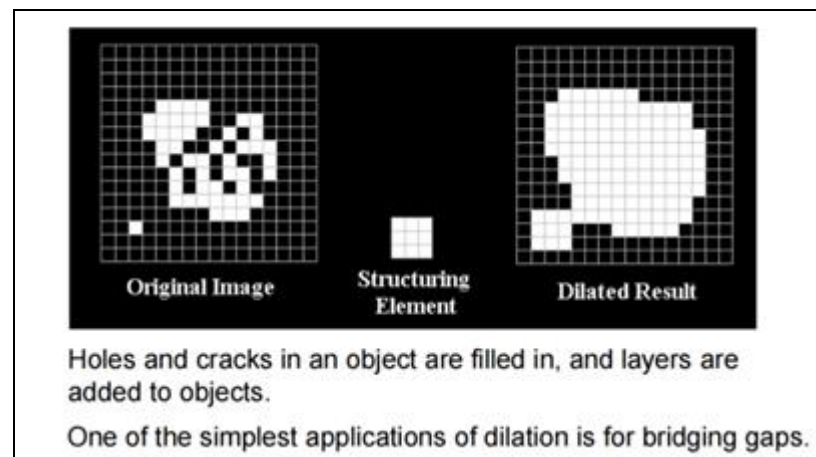 Original Image
Structuring
Element
Dilated Result
Holes and cracks in an object are filled in, and layers are
added to objects.
One of the simplest applications of dilation is for bridging gaps.